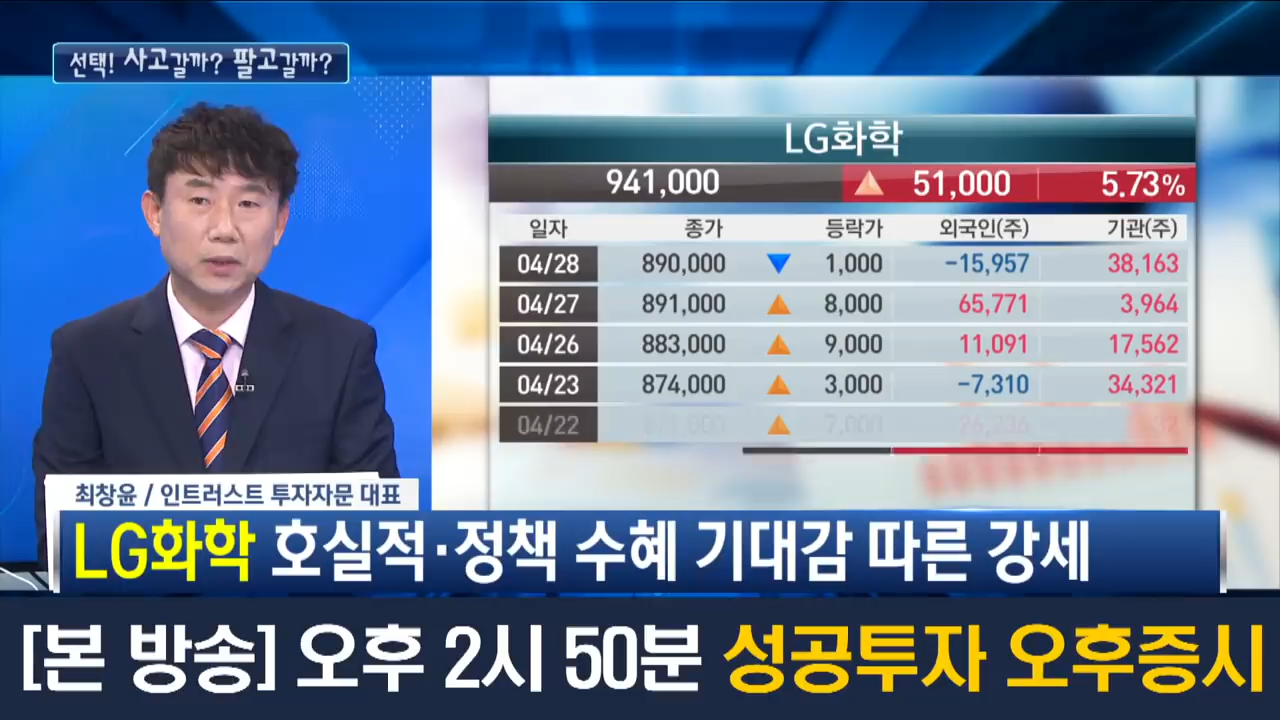 선택! 사고갈까? 팔고갈까?
LG화학
941,000 ▲ 51,000 5.73%
일자 종가 등락가 외국인(주) 기관(주)
04/28 890,000 ▼ 1,000 -15,957 38,163
04/27 891,000 ▲ 8,000 65,771 3,964
04/26 883,000 ▲ 9,000 11,091 17,562
04/23 874,000 ▲ 3,000 -7,310 34,321
04/22 ▲ 7,000
최창윤 / 인트러스트 투자자문 대표
LG화학 호실적·정책 수혜 기대감 따른 강세
[본 방송] 오후 2시 50분 성공투자 오후증시